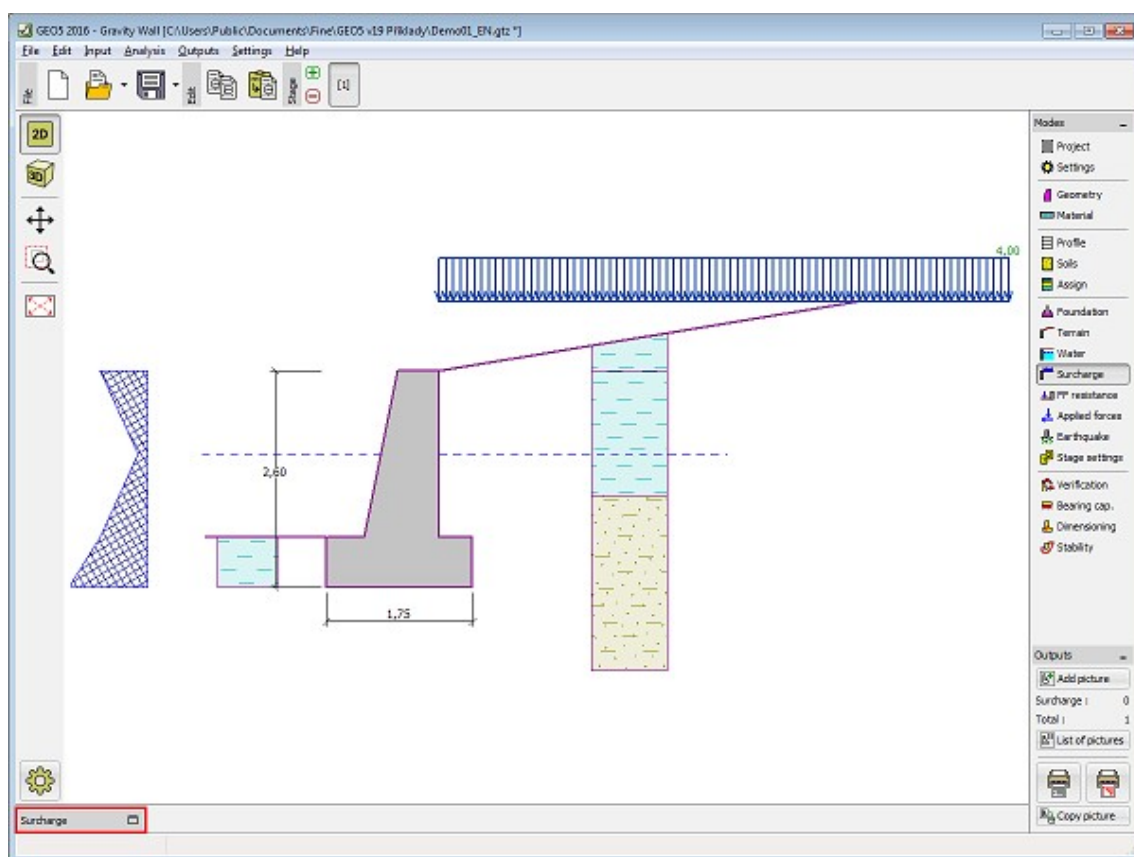 GEO5 2016 - Gravity Wall [C:\Users\Public\Documents\Fine\GEO5 v19 Příklady\Demo01_EN.gtz *]
File Edit Input Analysis Outputs Settings Help
File
Edit
Stage
[1]
2D
3D
4,00
2,60
1,75
Modes
Project
Settings
Geometry
Material
Profile
Soils
Assign
Foundation
Terrain
Water
Surcharge
FF resistance
Applied forces
Earthquake
Stage settings
Verification
Bearing cap.
Dimensioning
Stability
Outputs
Add picture
Surcharge : 0
Total : 1
List of pictures
Copy picture
Surcharge